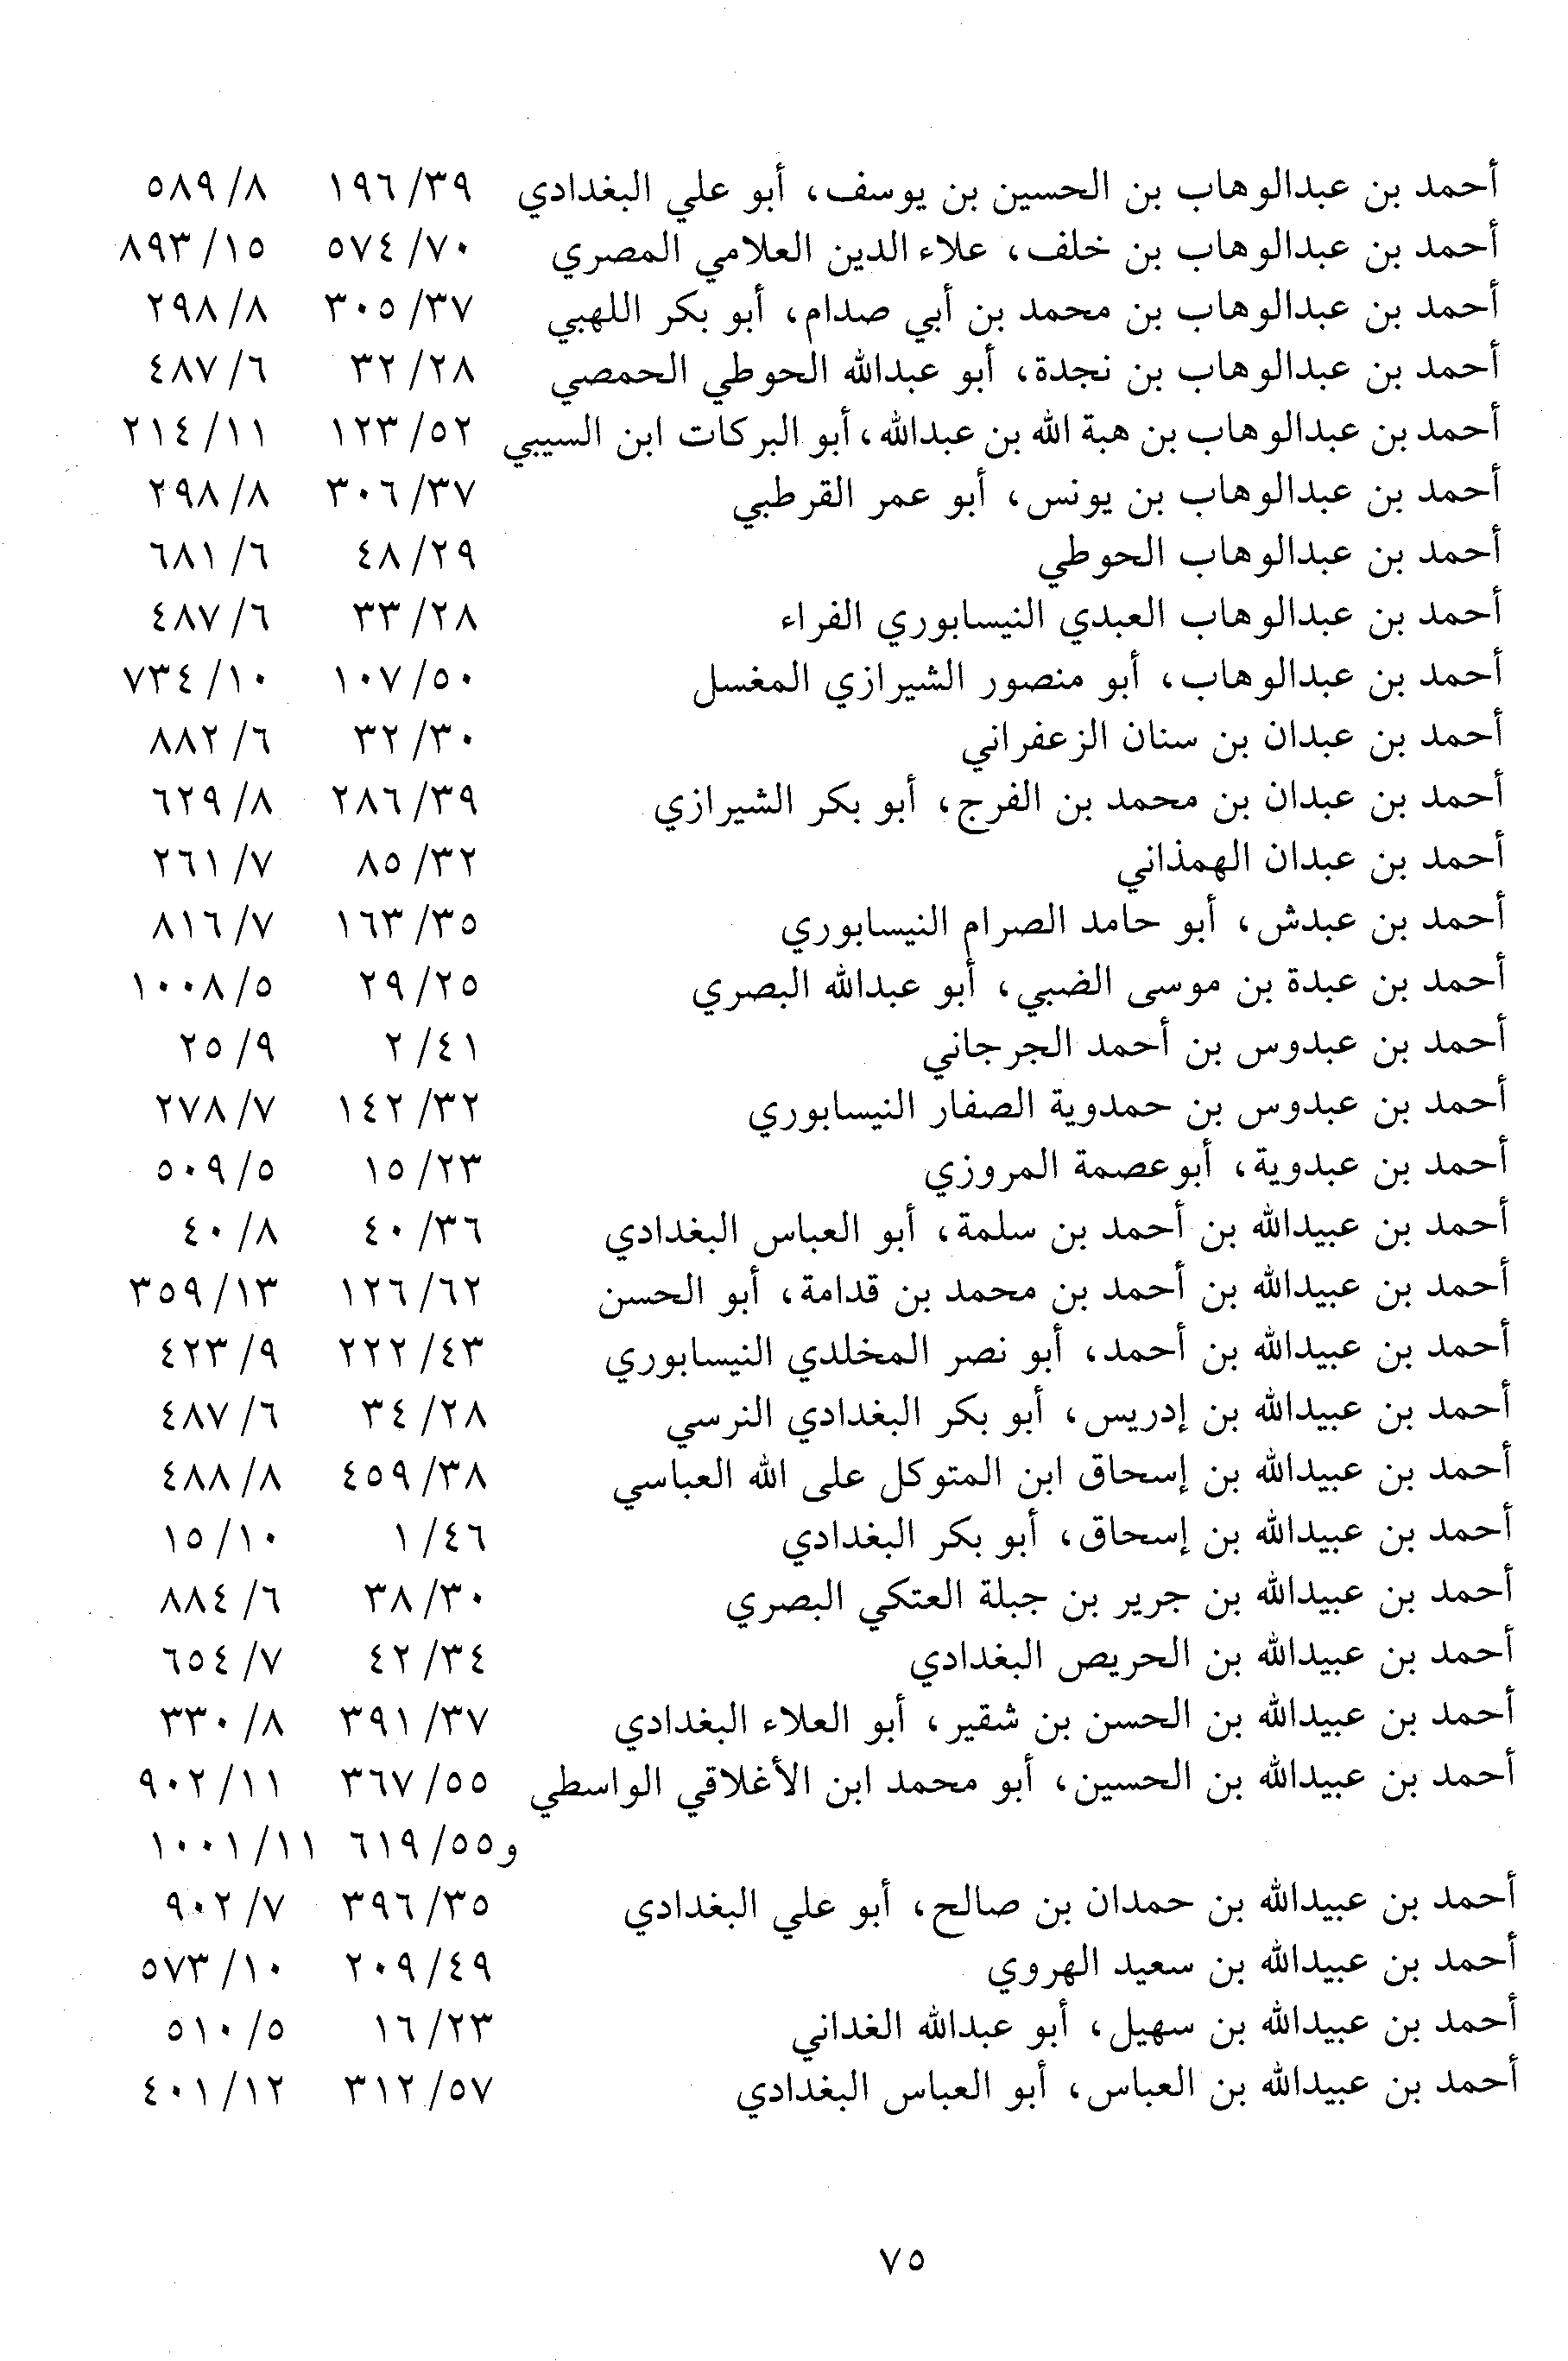 أحمد بن عبدالوهاب بن الحسين بن يوسف، أبو علي البغدادي ٣٩/ ١٩٦ ٨/ ٥٨٩
أحمد بن عبدالوهاب بن خلف، علاء الدين العلامي المصري ٧٠/ ٥٧٤ ١٥/ ٨٩٣
أحمد بن عبدالوهاب بن محمد بن أبي صدام، أبو بكر اللهبي ٣٧/ ٣٠٥ ٨/ ٢٩٨
أحمد بن عبدالوهاب بن نجدة، أبو عبدالله الحوطي الحمصي ٢٨/ ٣٢ ٦/ ٤٨٧
أحمد بن عبدالوهاب بن هبة الله بن عبدالله، أبو البركات ابن السيبي ٥٢/ ١٢٣ ١١/ ٢١٤
أحمد بن عبدالوهاب بن يونس، أبو عمر القرطبي ٣٧/ ٣٠٦ ٨/ ٢٩٨
أحمد بن عبدالوهاب الحوطي ٢٩/ ٤٨ ٦/ ٦٨١
أحمد بن عبدالوهاب العبدي النيسابوري الفراء ٢٨/ ٣٣ ٦/ ٤٨٧
أحمد بن عبدالوهاب، أبو منصور الشيرازي المغسل ٥٠/ ١٠٧ ١٠/ ٧٣٤
أحمد بن عبدان بن سنان الزعفراني ٣٠/ ٣٢ ٦/ ٨٨٢
أحمد بن عبدان بن محمد بن الفرج، أبو بكر الشيرازي ٣٩/ ٢٨٦ ٨/ ٦٢٩
أحمد بن عبدان الهمذاني ٣٢/ ٨٥ ٧/ ٢٦١
أحمد بن عبدش، أبو حامد الصرام النيسابوري ٣٥/ ١٦٣ ٧/ ٨١٦
أحمد بن عبدة بن موسى الضبي، أبو عبدالله البصري ٢٥/ ٢٩ ٥/ ١٠٠٨
أحمد بن عبدوس بن أحمد الجرجاني ٤١/ ٢ ٩/ ٢٥
أحمد بن عبدوس بن حمدوية الصفار النيسابوري ٣٢/ ١٤٢ ٧/ ٢٧٨
أحمد بن عبدوية، أبوعصمة المروزي ٢٣/ ١٥ ٥/ ٥٠٩
أحمد بن عبيدالله بن أحمد بن سلمة، أبو العباس البغدادي ٣٦/ ٤٠ ٨/ ٤٠
أحمد بن عبيدالله بن أحمد بن محمد بن قدامة، أبو الحسن ٦٢/ ١٢٦ ١٣/ ٣٥٩
أحمد بن عبيدالله بن أحمد، أبو نصر المخلدي النيسابوري ٤٣/ ٢٢٢ ٩/ ٤٢٣
أحمد بن عبيدالله بن إدريس، أبو بكر البغدادي النرسي ٢٨/ ٣٤ ٦/ ٤٨٧
أحمد بن عبيدالله بن إسحاق ابن المتوكل على الله العباسي ٣٨/ ٤٥٩ ٨/ ٤٨٨
أحمد بن عبيدالله بن إسحاق، أبو بكر البغدادي ٤٦/ ١ ١٠/ ١٥
أحمد بن عبيدالله بن جرير بن جبلة العتكي البصري ٣٠/ ٣٨ ٦/ ٨٨٤
أحمد بن عبيدالله بن الحريص البغدادي ٣٤/ ٤٢ ٧/ ٦٥٤
أحمد بن عبيدالله بن الحسن بن شقير، أبو العلاء البغدادي ٣٧/ ٣٩١ ٨/ ٣٣٠
أحمد بن عبيدالله بن الحسين، أبو محمد ابن الأغلاقي الواسطي ٥٥/ ٣٦٧ ١١/ ٩٠٢
و٥٥/ ٦١٩ ١١/ ١٠٠١
أحمد بن عبيدالله بن حمدان بن صالح، أبو علي البغدادي ٣٥/ ٣٩٦ ٧/ ٩٠٢
أحمد بن عبيدالله بن سعيد الهروي ٤٩/ ٢٠٩ ١٠/ ٥٧٣
أحمد بن عبيدالله بن سهيل، أبو عبدالله الغداني ٢٣/ ١٦ ٥/ ٥١٠
أحمد بن عبيدالله بن العباس، أبو العباس البغدادي ٥٧/ ٣١٢ ١٢/ ٤٠١
٧٥